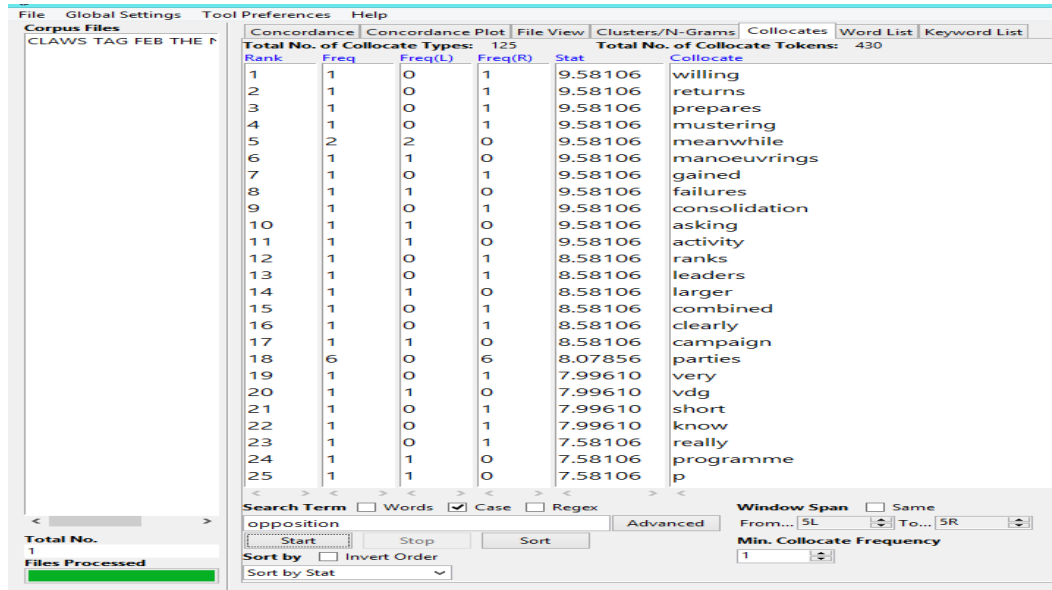 File Global Settings Tool Preferences Help
Corpus Files
CLAWS TAG FEB THE
Concordance Concordance Plot File View Clusters/N-Grams Collocates Word List Keyword List
Total No. of Collocate Types: 125 Total No. of Collocate Tokens: 430
Rank Freq Freq(L) Freq(R) Stat Collocate
1 1 0 1 9.58106 willing
2 1 0 1 9.58106 returns
3 1 0 1 9.58106 prepares
4 1 0 1 9.58106 mustering
5 2 2 0 9.58106 meanwhile
6 1 1 0 9.58106 manoeuvrings
7 1 0 1 9.58106 gained
8 1 1 0 9.58106 failures
9 1 0 1 9.58106 consolidation
10 1 1 0 9.58106 asking
11 1 1 0 9.58106 activity
12 1 0 1 8.58106 ranks
13 1 0 1 8.58106 leaders
14 1 1 0 8.58106 larger
15 1 0 1 8.58106 combined
16 1 0 1 8.58106 clearly
17 1 1 0 8.58106 campaign
18 6 0 6 8.07856 parties
19 1 0 1 7.99610 very
20 1 1 0 7.99610 vdg
21 1 0 1 7.99610 short
22 1 0 1 7.99610 know
23 1 0 1 7.58106 really
24 1 1 0 7.58106 programme
25 1 1 0 7.58106 p
Search Term Words Case Regex Window Span Same
opposition Advanced From... 5L To... 5R
Start Stop Sort Min. Collocate Frequency
Sort by Invert Order 1
Sort by Stat
Total No.
1
Files Processed